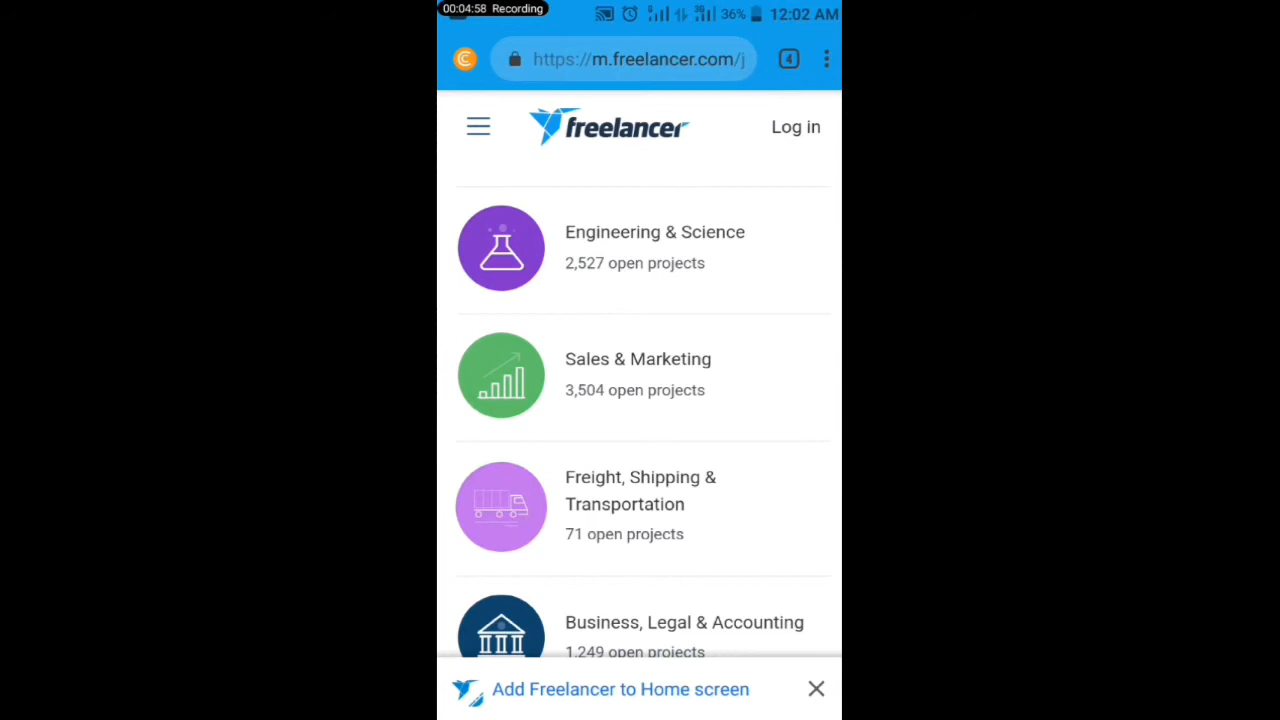 00:04:58 Recording
36% 12:02 AM
4
https://m.freelancer.com/j
freelancer
Log in
Engineering & Science
2,527 open projects
Sales & Marketing
3,504 open projects
Freight, Shipping &
Transportation
71 open projects
Business, Legal & Accounting
1,249 open projects
Add Freelancer to Home screen